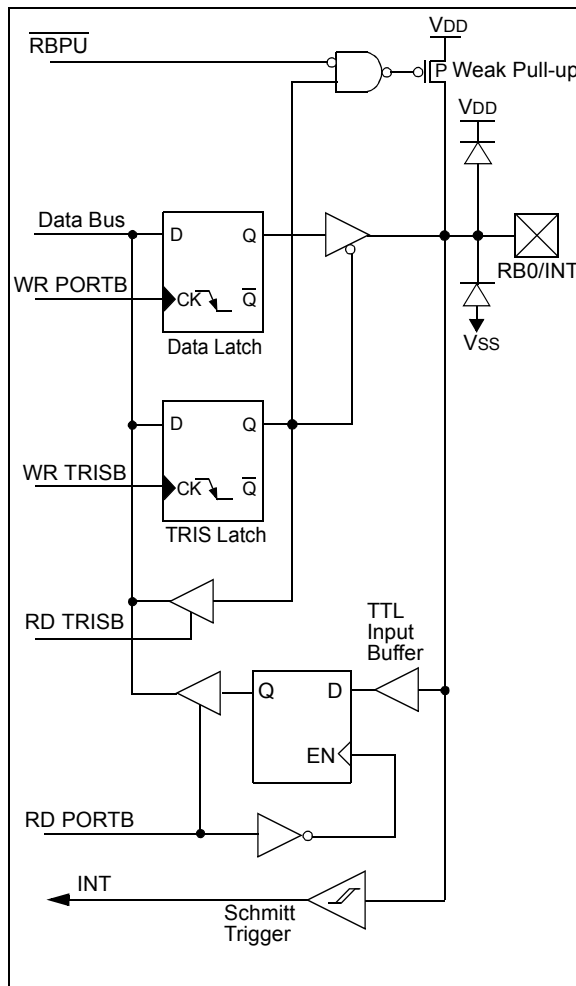 VDD
R̅B̅P̅U̅
P Weak Pull-up
VDD
Data Bus
D Q
RB0/INT
WR PORTB
CK Q̅
VSS
Data Latch
D Q
WR TRISB
CK Q̅
TRIS Latch
TTL
Input
Buffer
RD TRISB
Q D
EN
RD PORTB
INT
Schmitt
Trigger